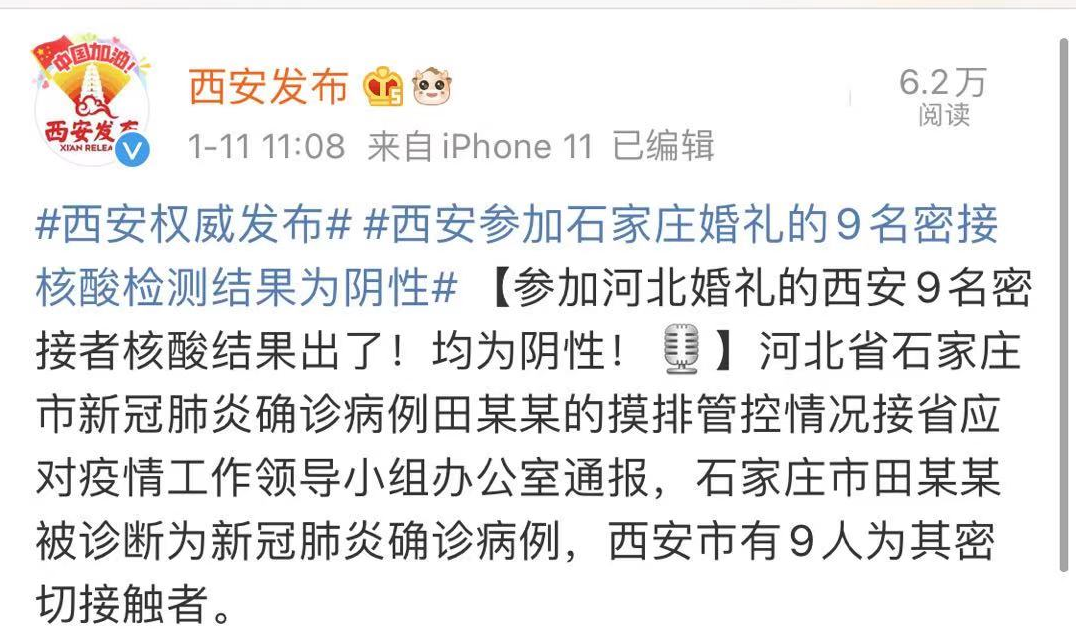 中国加油!
西安发布
XI'AN RELEA
西安发布
6.2万
阅读
1-11 11:08 来自 iPhone 11 已编辑
#西安权威发布# #西安参加石家庄婚礼的9名密接
核酸检测结果为阴性# 【参加河北婚礼的西安9名密
接者核酸结果出了！均为阴性！🎙】河北省石家庄
市新冠肺炎确诊病例田某某的摸排管控情况接省应
对疫情工作领导小组办公室通报，石家庄市田某某
被诊断为新冠肺炎确诊病例，西安市有9人为其密
切接触者。